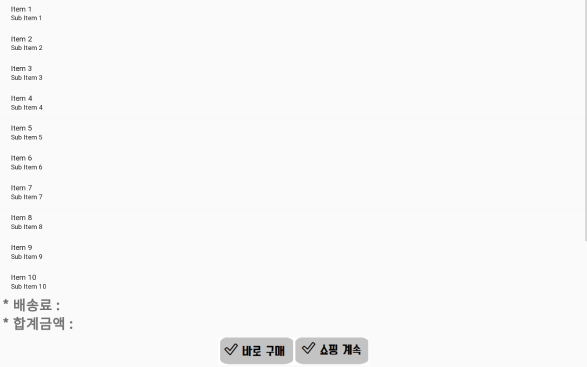 Item 1
Sub Item 1
Item 2
Sub Item 2
Item 3
Sub Item 3
Item 4
Sub Item 4
Item 5
Sub Item 5
Item 6
Sub Item 6
Item 7
Sub Item 7
Item 8
Sub Item 8
Item 9
Sub Item 9
Item 10
Sub Item 10
* 배송료 :
* 합계금액 :
바로 구매 쇼핑 계속